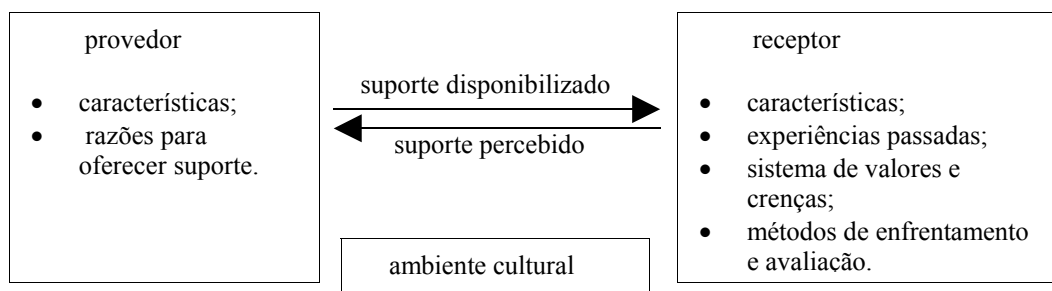 provedor
• características;
• razões para
oferecer suporte.
suporte disponibilizado
suporte percebido
ambiente cultural
receptor
• características;
• experiências passadas;
• sistema de valores e
crenças;
• métodos de enfrentamento
e avaliação.